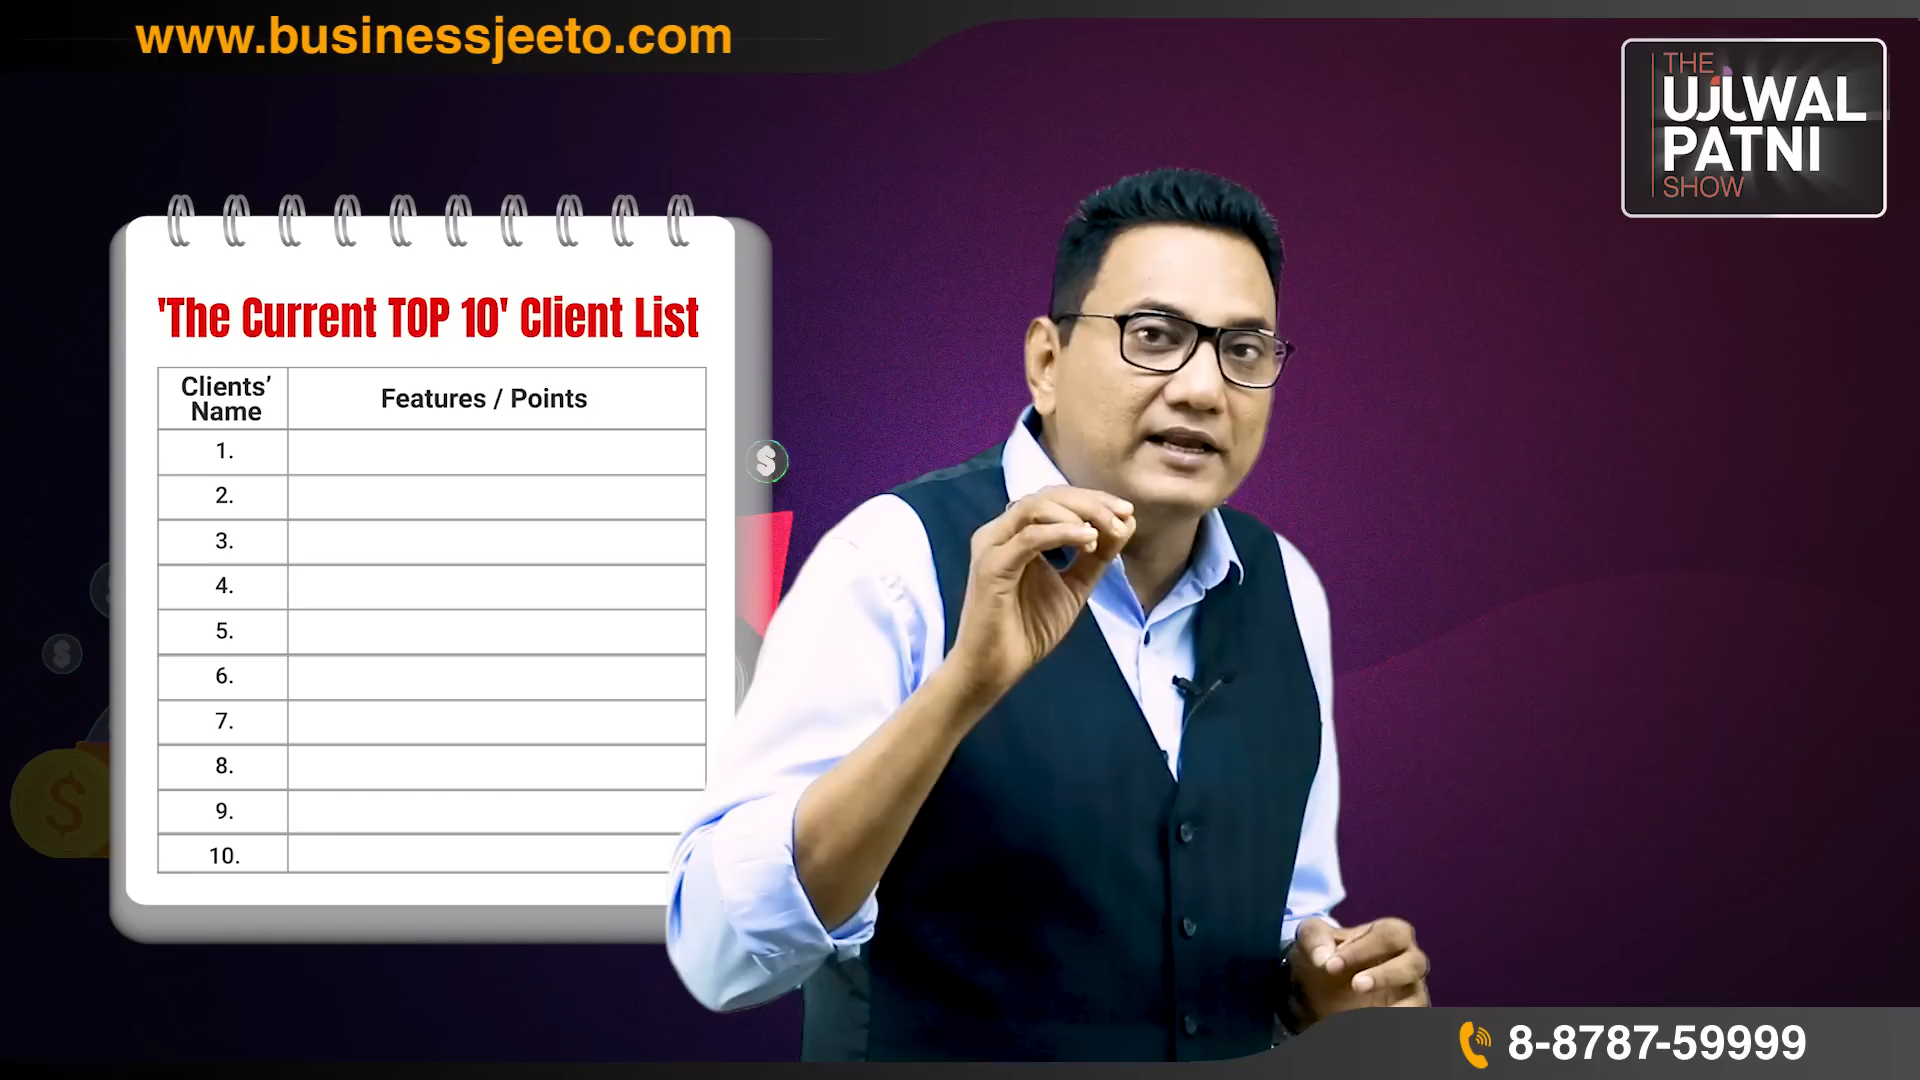 www.businessjeeto.com
THE
UJJWAL
PATNI
SHOW
'The Current TOP 10' Client List
Clients’
Name
Features / Points
1.
2.
3.
4.
5.
6.
7.
8.
9.
10.
$
$
$
8-8787-59999